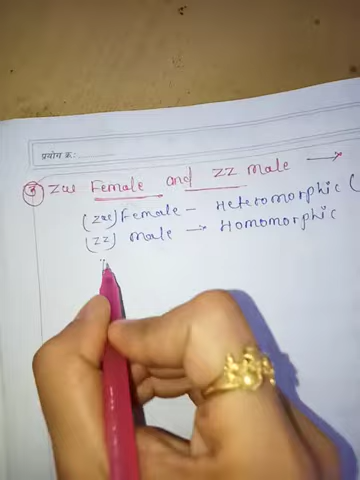 प्रयोग क्र.
③ ZW Female and ZZ Male →
(ZW) Female - Heteromorphic (
(ZZ) Male → Homomorphic